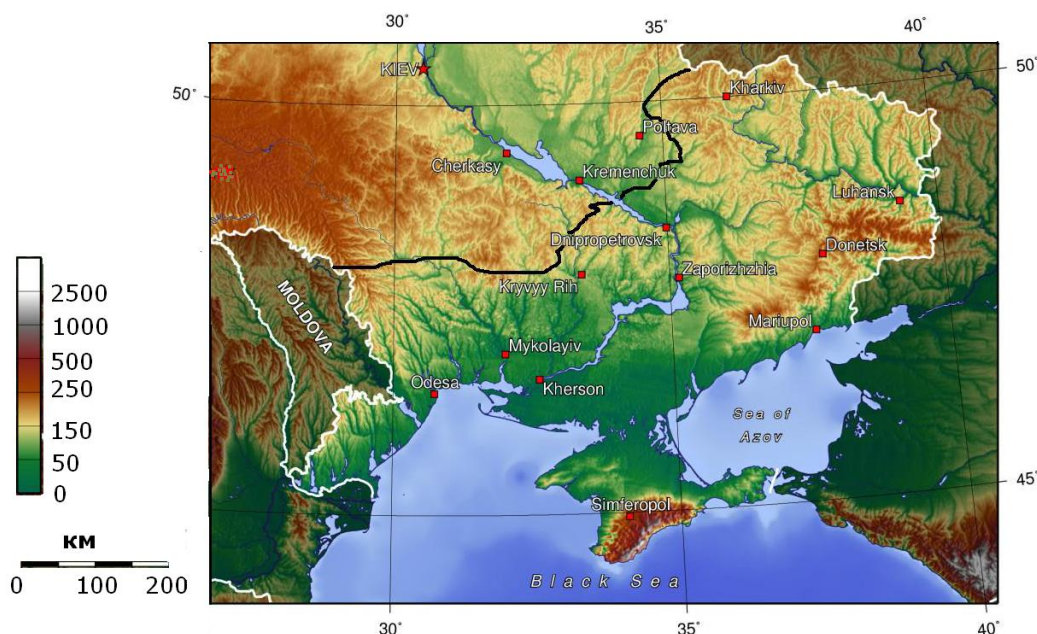 30°
35°
40°
50°
50°
KIEV
Kharkiv
Poltava
Cherkasy
Kremenchuk
Luhansk
Dnipropetrovsk
Donetsk
Kryvyy Rih
Zaporizhzhia
MOLDOVA
Mariupol
Mykolayiv
Odesa
Kherson
Sea of
Azov
Simferopol
45°
Black Sea
2500
1000
500
250
150
50
0
км
0 100 200
30°
35°
40°